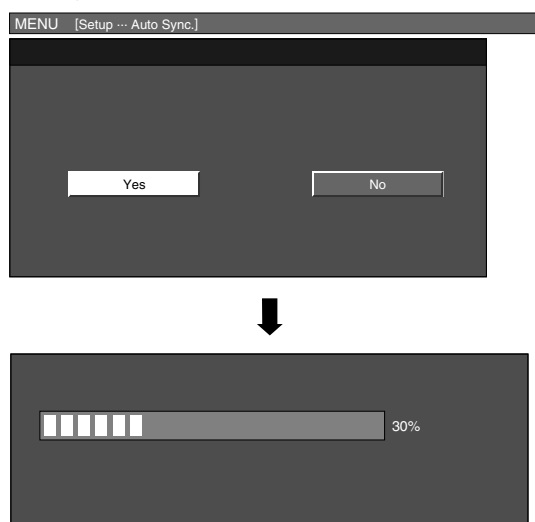 MENU [Setup ··· Auto Sync.]
Yes No
30%